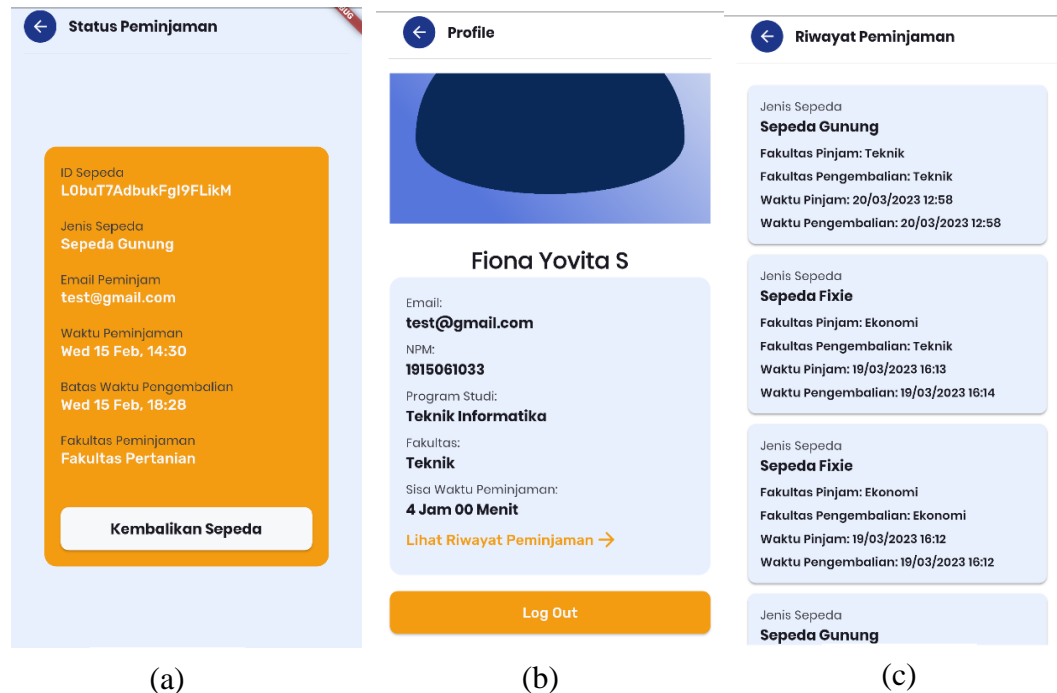 Status Peminjaman
ID Sepeda
L0buT7AdbukFgI9FLikM
Jenis Sepeda
Sepeda Gunung
Email Peminjam
test@gmail.com
Waktu Peminjaman
Wed 15 Feb, 14:30
Batas Waktu Pengembalian
Wed 15 Feb, 18:28
Fakultas Peminjaman
Fakultas Pertanian
Kembalikan Sepeda
(a)
Profile
Fiona Yovita S
Email:
test@gmail.com
NPM:
1915061033
Program Studi:
Teknik Informatika
Fakultas:
Teknik
Sisa Waktu Peminjaman:
4 Jam 00 Menit
Lihat Riwayat Peminjaman →
Log Out
(b)
Riwayat Peminjaman
Jenis Sepeda
Sepeda Gunung
Fakultas Pinjam: Teknik
Fakultas Pengembalian: Teknik
Waktu Pinjam: 20/03/2023 12:58
Waktu Pengembalian: 20/03/2023 12:58
Jenis Sepeda
Sepeda Fixie
Fakultas Pinjam: Ekonomi
Fakultas Pengembalian: Teknik
Waktu Pinjam: 19/03/2023 16:13
Waktu Pengembalian: 19/03/2023 16:14
Jenis Sepeda
Sepeda Fixie
Fakultas Pinjam: Ekonomi
Fakultas Pengembalian: Ekonomi
Waktu Pinjam: 19/03/2023 16:12
Waktu Pengembalian: 19/03/2023 16:12
Jenis Sepeda
Sepeda Gunung
(c)